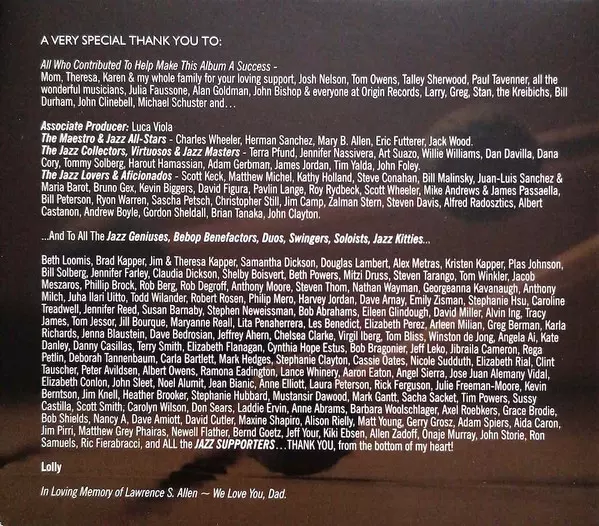 A VERY SPECIAL THANK YOU TO:
All Who Contributed To Help Make This Album A Success -
Mom, Theresa, Karen & my whole family for your loving support, Josh Nelson, Tom Owens, Talley Sherwood, Paul Tavenner, all the
wonderful musicians, Julia Faussone, Alan Goldman, John Bishop & everyone at Origin Records, Larry, Greg, Stan, the Kreibichs, Bill
Durham, John Clinebell, Michael Schuster and...
Associate Producer: Luca Viola
The Maestro & Jazz All-Stars - Charles Wheeler, Herman Sanchez, Mary B. Allen, Eric Futterer, Jack Wood.
The Jazz Collectors, Virtuosos & Jazz Masters - Terra Pfund, Jennifer Nassivera, Art Suazo, Willie Williams, Dan Davilla, Dana
Cory, Tommy Solberg, Harout Hamassian, Adam Gerbman, James Jordan, Tim Yalda, John Foley.
The Jazz Lovers & Aficionados - Scott Keck, Matthew Michel, Kathy Holland, Steve Conahan, Bill Malinsky, Juan-Luis Sanchez &
Maria Barot, Bruno Gex, Kevin Biggers, David Figura, Pavlin Lange, Roy Rydbeck, Scott Wheeler, Mike Andrews & James Passaella,
Bill Peterson, Ryon Warren, Sascha Petsch, Christopher Still, Jim Camp, Zalman Stern, Steven Davis, Alfred Radosztics, Albert
Castanon, Andrew Boyle, Gordon Sheldall, Brian Tanaka, John Clayton.
...And To All The Jazz Geniuses, Bebop Benefactors, Duos, Swingers, Soloists, Jazz Kitties...
Beth Loomis, Brad Kapper, Jim & Theresa Kapper, Samantha Dickson, Douglas Lambert, Alex Metras, Kristen Kapper, Plas Johnson,
Bill Solberg, Jennifer Farley, Claudia Dickson, Shelby Boisvert, Beth Powers, Mitzi Druss, Steven Tarango, Tom Winkler, Jacob
Meszaros, Phillip Brock, Rob Berg, Rob Degroff, Anthony Moore, Steven Thom, Nathan Wayman, Georgeanna Kavanaugh, Anthony
Milch, Juha Ilari Uitto, Todd Wilander, Robert Rosen, Philip Mero, Harvey Jordan, Dave Arnay, Emily Zisman, Stephanie Hsu, Caroline
Treadwell, Jennifer Reed, Susan Barnaby, Stephen Neweissman, Bob Abrahams, Eileen Glindough, David Miller, Alvin Ing, Tracy
James, Tom Jessor, Jill Bourque, Maryanne Reall, Lita Penaherrera, Les Benedict, Elizabeth Perez, Arleen Milian, Greg Berman, Karla
Richards, Jenna Blaustein, Dave Bedrosian, Jeffrey Ahern, Chelsea Clarke, Virgil Iberg, Tom Bliss, Winston de Jong, Angela Ai, Kate
Danley, Danny Casillas, Terry Smith, Elizabeth Flanagan, Cynthia Hope Estus, Bob Bragonier, Jeff Leko, Jibraila Cameron, Rega
Petlin, Deborah Tannenbaum, Carla Bartlett, Mark Hedges, Stephanie Clayton, Cassie Oates, Nicole Sudduth, Elizabeth Rial, Clint
Tauscher, Peter Avildsen, Albert Owens, Ramona Eadington, Lance Whinery, Aaron Eaton, Angel Sierra, Jose Juan Alemany Vidal,
Elizabeth Conlon, John Sleet, Noel Alumit, Jean Bianic, Anne Elliott, Laura Peterson, Rick Ferguson, Julie Freeman-Moore, Kevin
Berntson, Jim Knell, Heather Brooker, Stephanie Hubbard, Mustansir Dawood, Mark Gantt, Sacha Sacket, Tim Powers, Sussy
Castilla, Scott Smith, Carolyn Wilson, Don Sears, Laddie Ervin, Anne Abrams, Barbara Woolschlager, Axel Roebkers, Grace Brodie,
Bob Shields, Nancy A, Dave Amiott, David Cutler, Maxine Shapiro, Alison Rielly, Matt Young, Gerry Grosz, Adam Spiers, Aida Caron,
Jim Pirri, Matthew Grey Phairas, Newell Flather, Bernd Goetz, Jeff Your, Kiki Ebsen, Allen Zadoff, Onaje Murray, John Storie, Ron
Samuels, Ric Fierabracci, and ALL the JAZZ SUPPORTERS...THANK YOU, from the bottom of my heart!
Lolly
In Loving Memory of Lawrence S. Allen ~ We Love You, Dad.